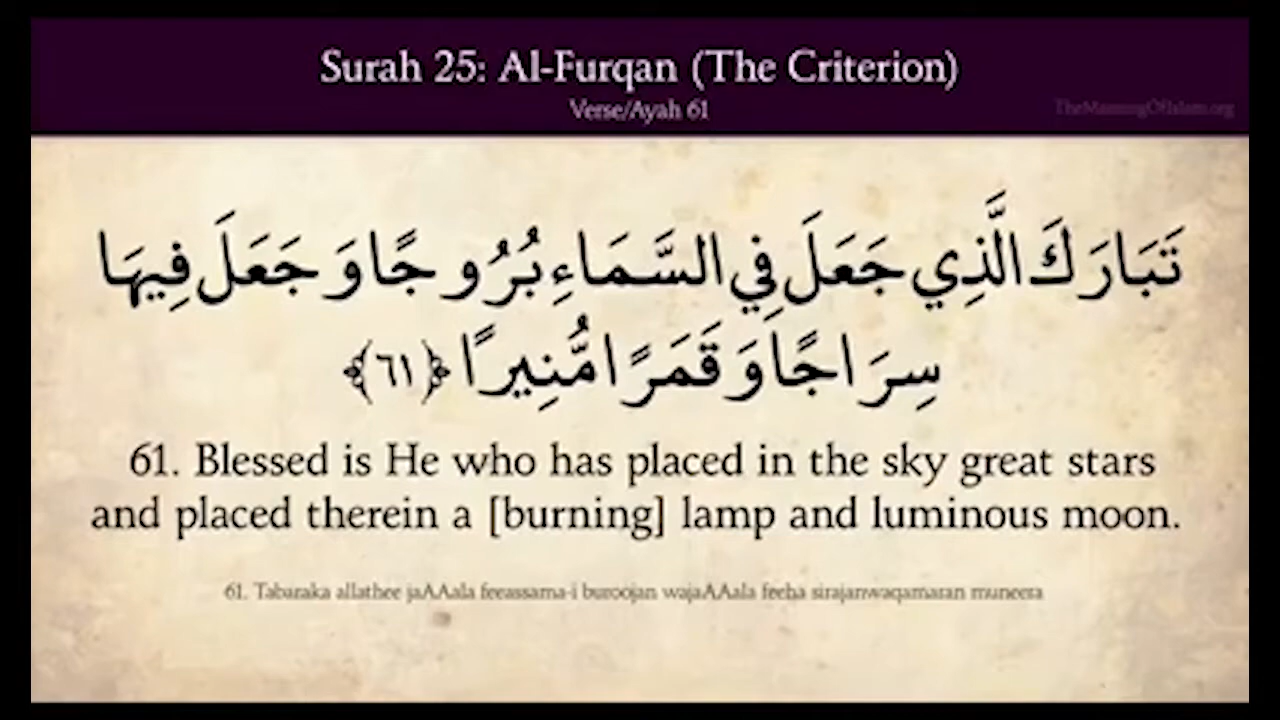 Surah 25: Al-Furqan (The Criterion)
Verse/Ayah 61
TheMeaningOfIslam.org
تَبَارَكَ الَّذِي جَعَلَ فِي السَّمَاءِ بُرُوجًا وَجَعَلَ فِيهَا
سِرَاجًا وَقَمَرًا مُّنِيرًا ﴿٦١﴾
61. Blessed is He who has placed in the sky great stars
and placed therein a [burning] lamp and luminous moon.
61. Tabaraka allathee jaAAala feeassama-i buroojan wajaAAala feeha sirajanwaqamaran muneera